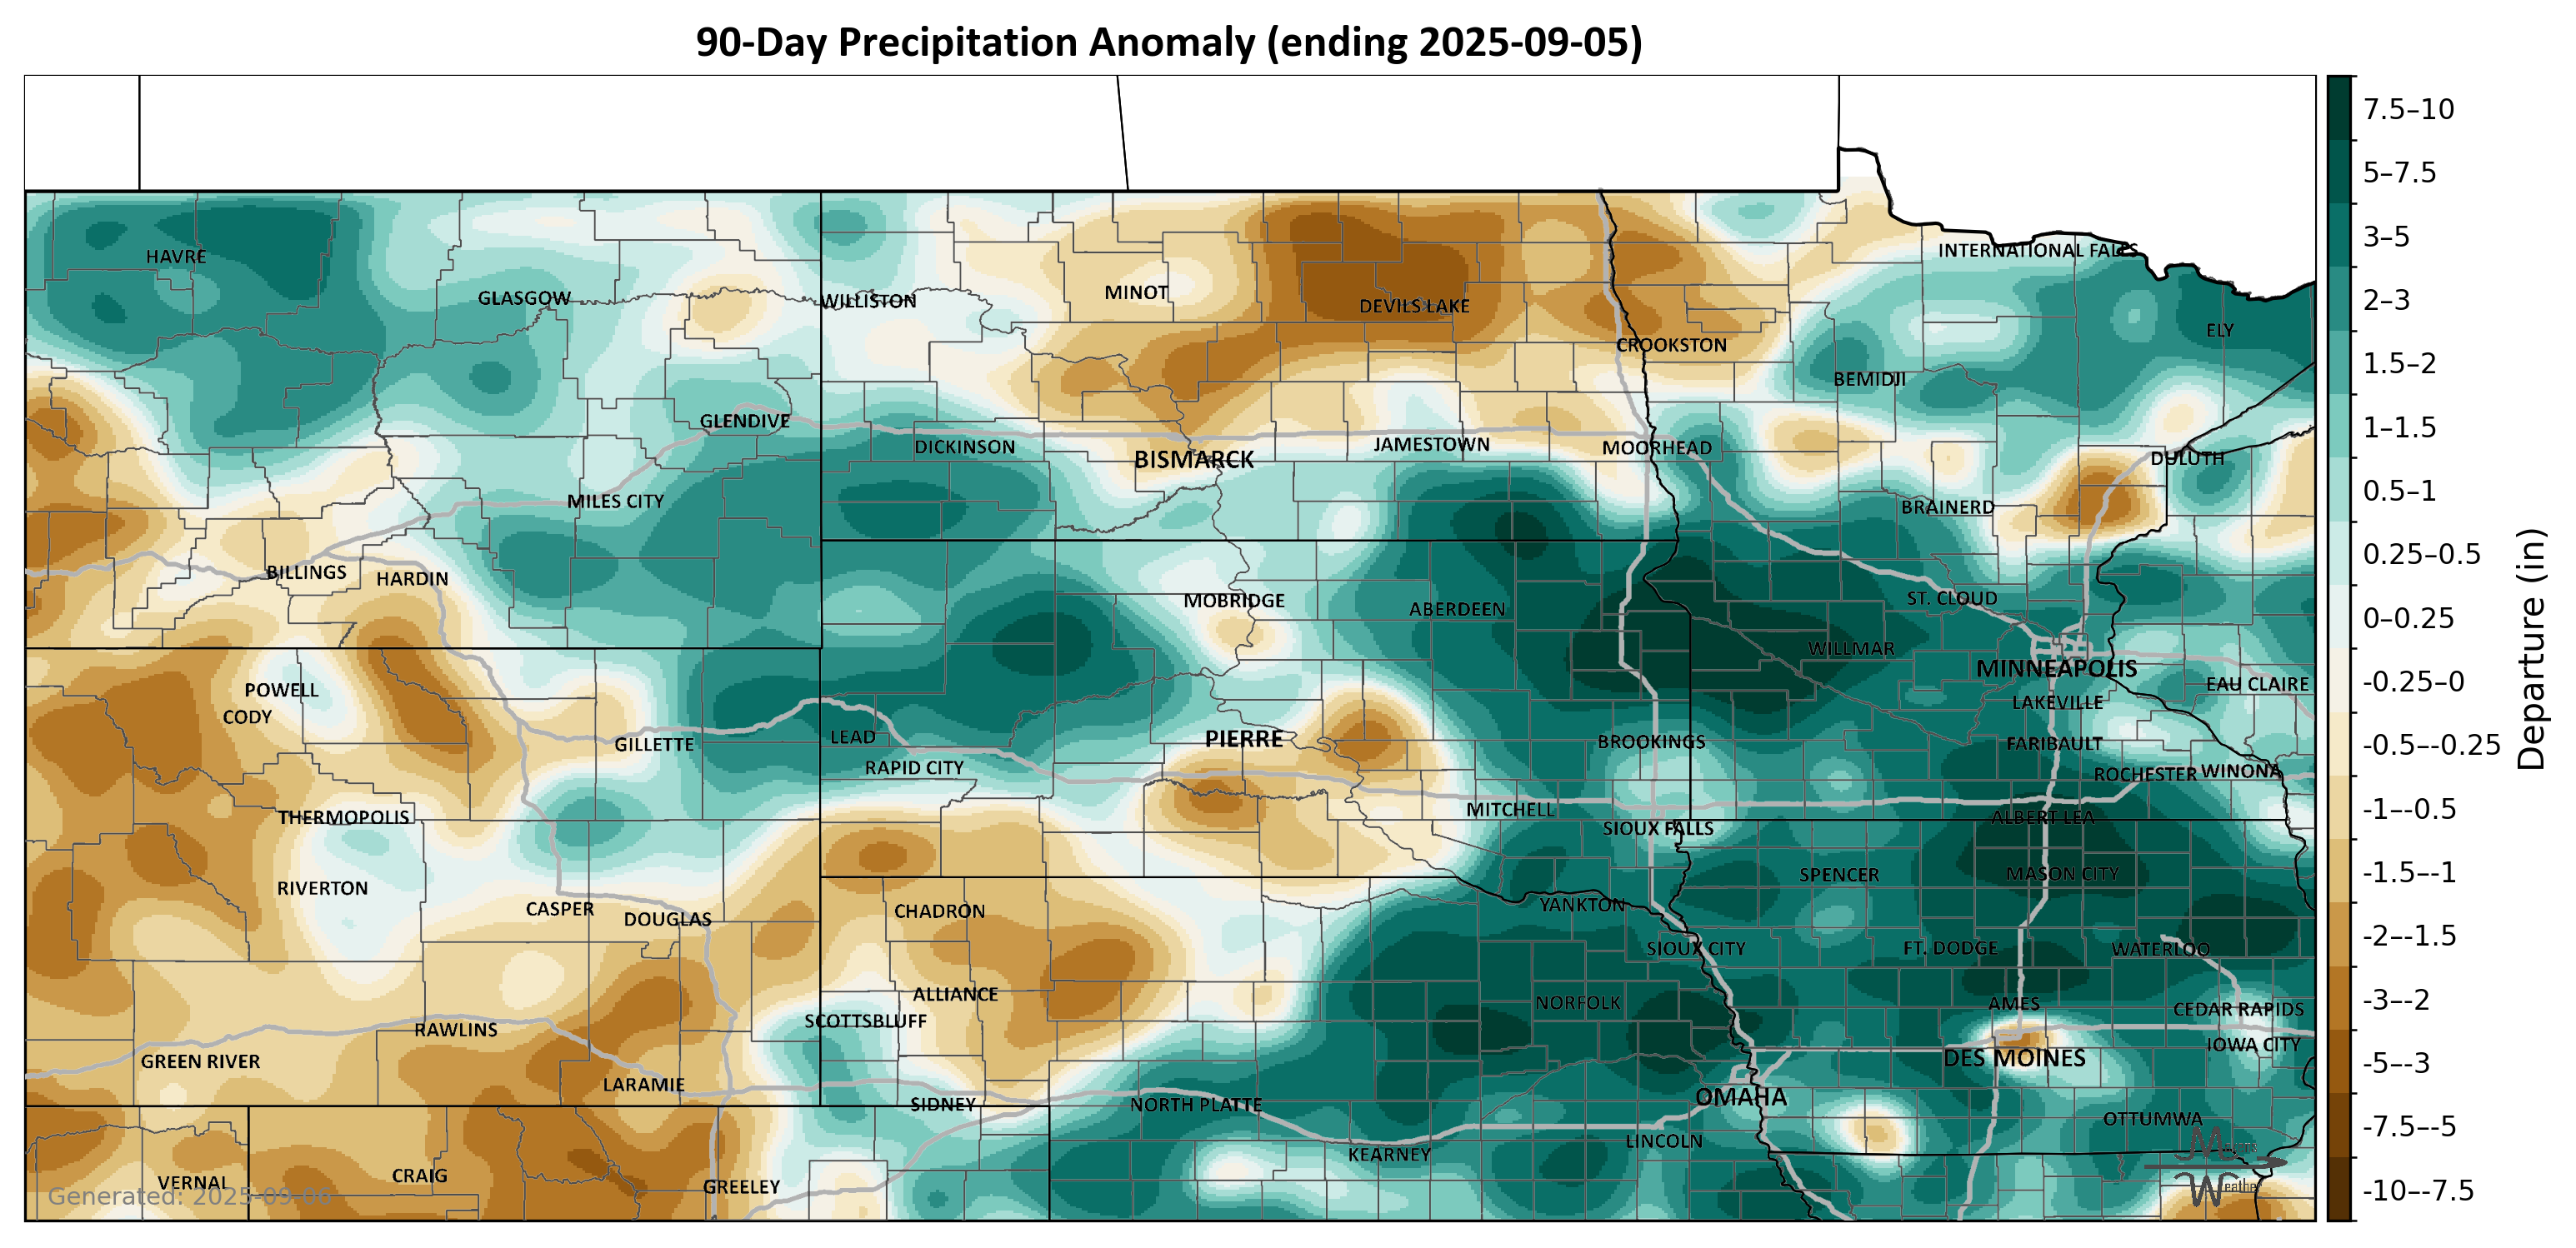 90-Day Precipitation Anomaly (ending 2025-09-05)
7.5–10
5–7.5
3–5
2–3
1.5–2
1–1.5
0.5–1
0.25–0.5
0–0.25
-0.25–0
-0.5–-0.25
-1–-0.5
-1.5–-1
-2–-1.5
-3–-2
-5–-3
-7.5–-5
-10–-7.5
Departure (in)
HAVRE
INTERNATIONAL FALLS
GLASGOW
WILLISTON
MINOT
DEVILS LAKE
ELY
CROOKSTON
BEMIDJI
GLENDIVE
DICKINSON
BISMARCK
JAMESTOWN
MOORHEAD
DULUTH
MILES CITY
BRAINERD
BILLINGS
HARDIN
MOBRIDGE
ABERDEEN
ST. CLOUD
WILLMAR
MINNEAPOLIS
POWELL
CODY
EAU CLAIRE
LAKEVILLE
GILLETTE
LEAD
PIERRE
BROOKINGS
FARIBAULT
RAPID CITY
ROCHESTER
WINONA
THERMOPOLIS
MITCHELL
SIOUX FALLS
ALBERT LEA
RIVERTON
SPENCER
MASON CITY
CASPER
DOUGLAS
CHADRON
YANKTON
SIOUX CITY
FT. DODGE
WATERLOO
ALLIANCE
NORFOLK
AMES
CEDAR RAPIDS
RAWLINS
SCOTTSBLUFF
IOWA CITY
GREEN RIVER
DES MOINES
LARAMIE
SIDNEY
NORTH PLATTE
OMAHA
OTTUMWA
LINCOLN
KEARNEY
VERNAL
CRAIG
GREELEY
Generated: 2025-09-06
Weather